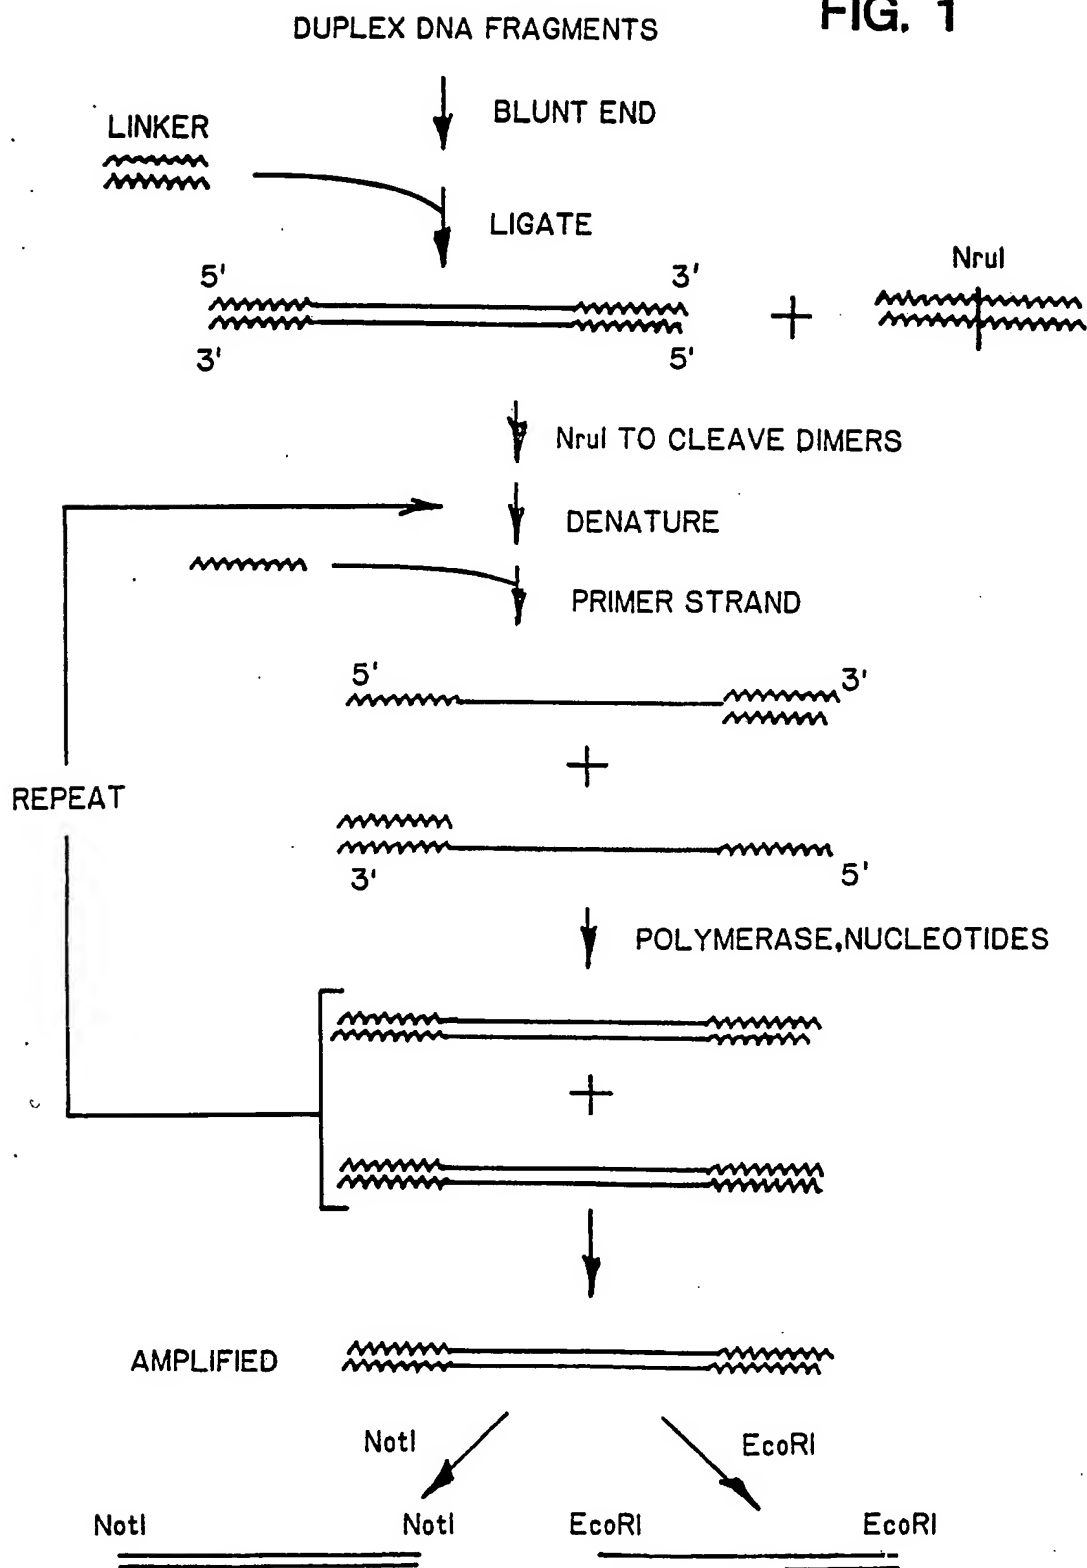 FIG. 1
DUPLEX DNA FRAGMENTS
BLUNT END
LINKER
LIGATE
5' 3'
NruI
+
3' 5'
NruI TO CLEAVE DIMERS
DENATURE
PRIMER STRAND
5' 3'
+
REPEAT
3' 5'
POLYMERASE,NUCLEOTIDES
+
AMPLIFIED
NotI EcoRI
NotI NotI EcoRI EcoRI